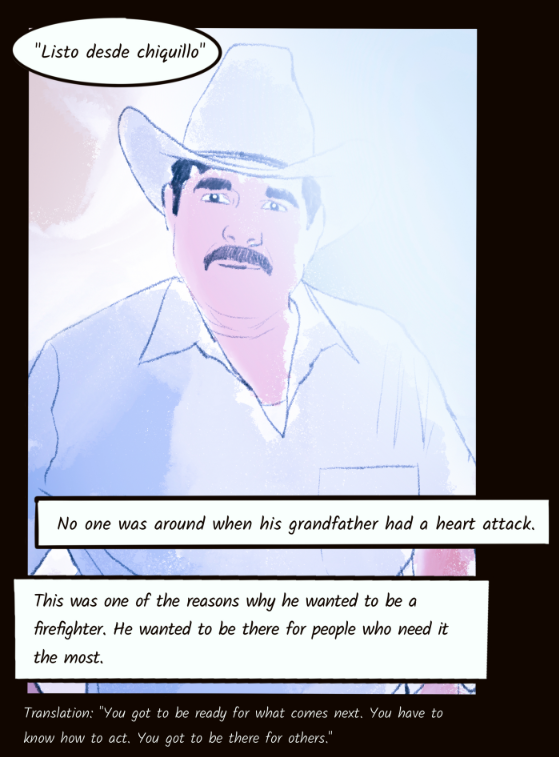 "Listo desde chiquillo"
No one was around when his grandfather had a heart attack.
This was one of the reasons why he wanted to be a
firefighter. He wanted to be there for people who need it
the most.
Translation: "You got to be ready for what comes next. You have to
know how to act. You got to be there for others."